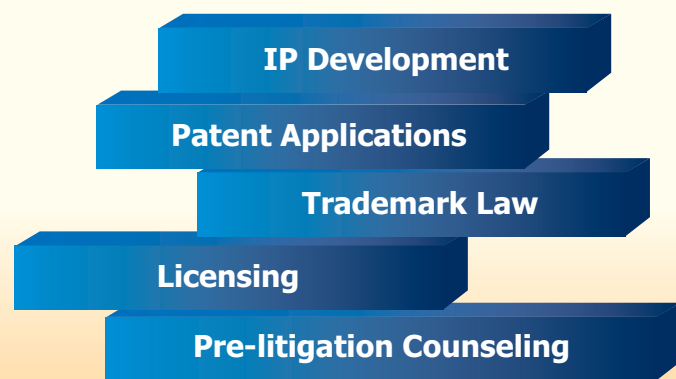 IP Development
Patent Applications
Trademark Law
Licensing
Pre-litigation Counseling